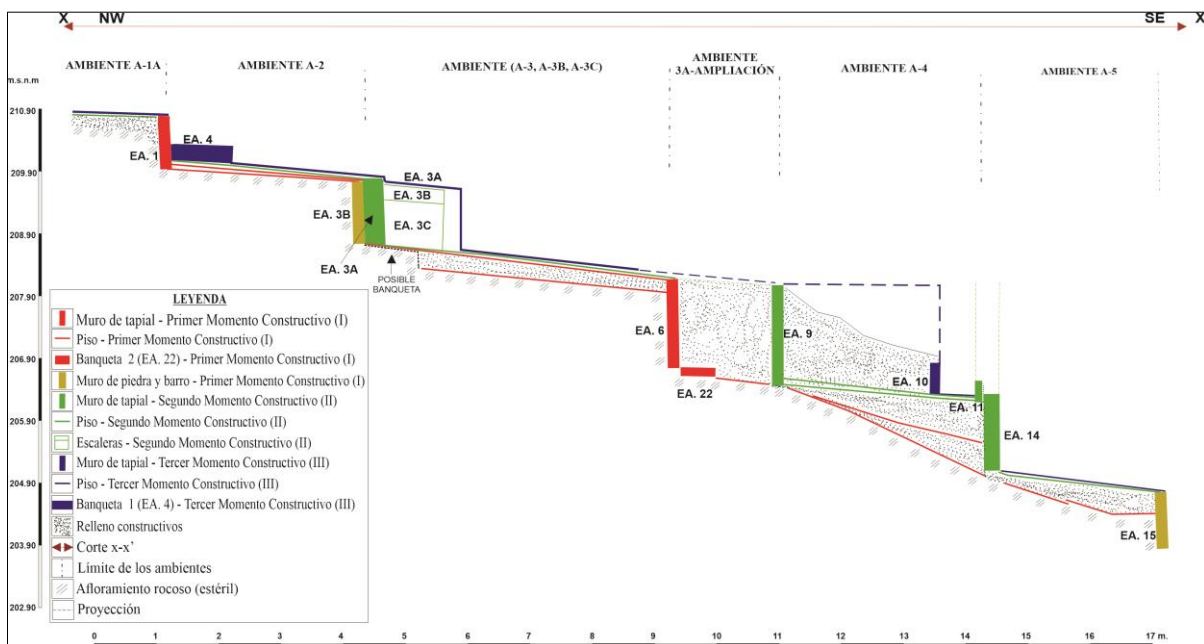 X NW SE X
AMBIENTE A-1A
AMBIENTE A-2
AMBIENTE (A-3, A-3B, A-3C)
AMBIENTE
3A-AMPLIACIÓN
AMBIENTE A-4
AMBIENTE A-5
m.s.n.m
210.90
209.90
208.90
207.90
206.90
205.90
204.90
203.90
202.90
EA. 1
EA. 4
EA. 3A
EA. 3B
EA. 3B
EA. 3C
EA. 3A
POSIBLE
BANQUETA
EA. 6
EA. 9
EA. 22
EA. 10
EA. 11
EA. 14
EA. 15
LEYENDA
Muro de tapial - Primer Momento Constructivo (I)
Piso - Primer Momento Constructivo (I)
Banqueta 2 (EA. 22) - Primer Momento Constructivo (I)
Muro de piedra y barro - Primer Momento Constructivo (I)
Muro de tapial - Segundo Momento Constructivo (II)
Piso - Segundo Momento Constructivo (II)
Escaleras - Segundo Momento Constructivo (II)
Muro de tapial - Tercer Momento Constructivo (III)
Piso - Tercer Momento Constructivo (III)
Banqueta 1 (EA. 4) - Tercer Momento Constructivo (III)
Relleno constructivos
Corte x-x'
Límite de los ambientes
Afloramiento rocoso (estéril)
Proyección
0 1 2 3 4 5 6 7 8 9 10 11 12 13 14 15 16 17 m.